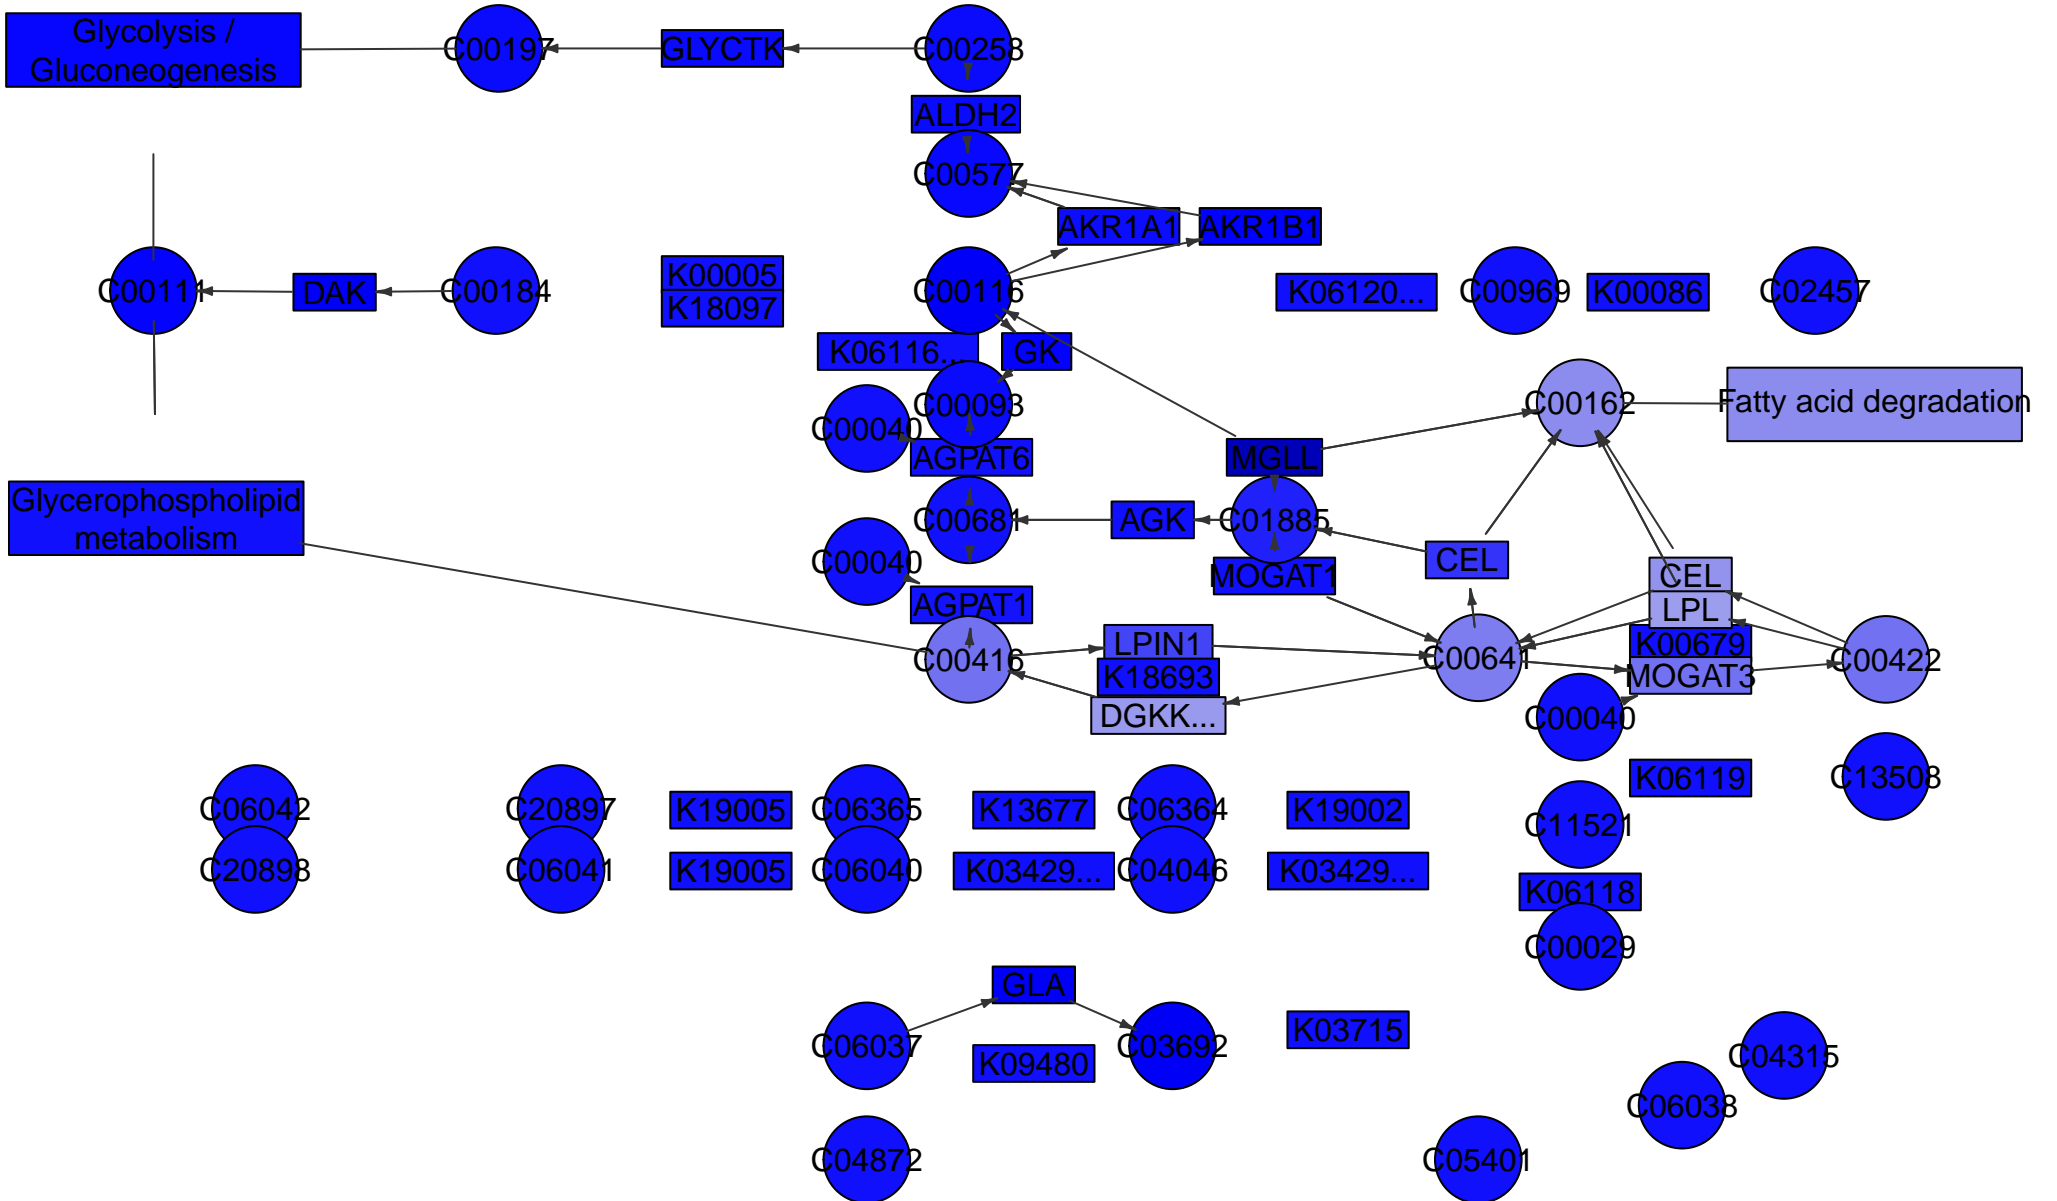 Glycolysis /
Gluconeogenesis
C00197
GLYCTK
C00258
ALDH2
C00577
AKR1A1
AKR1B1
C00111
DAK
C00184
K00005
K18097
C00116
K06120...
C00969
K00086
C02457
K06116...
GK
C00093
C00040
AGPAT6
MGLL
C00162
Fatty acid degradation
Glycerophospholipid
metabolism
C00681
AGK
C01885
CEL
C00040
MOGAT1
CEL
LPL
AGPAT1
C00416
LPIN1
K18693
DGKK...
C00641
K00679
MOGAT3
C00422
C00040
K06119
C13508
C06042
C20897
K19005
C06365
K13677
C06364
K19002
C11521
C20898
C06041
K19005
C06040
K03429...
C04046
K03429...
K06118
C00029
GLA
C06037
C03692
K03715
K09480
C04315
C06038
C04872
C05401